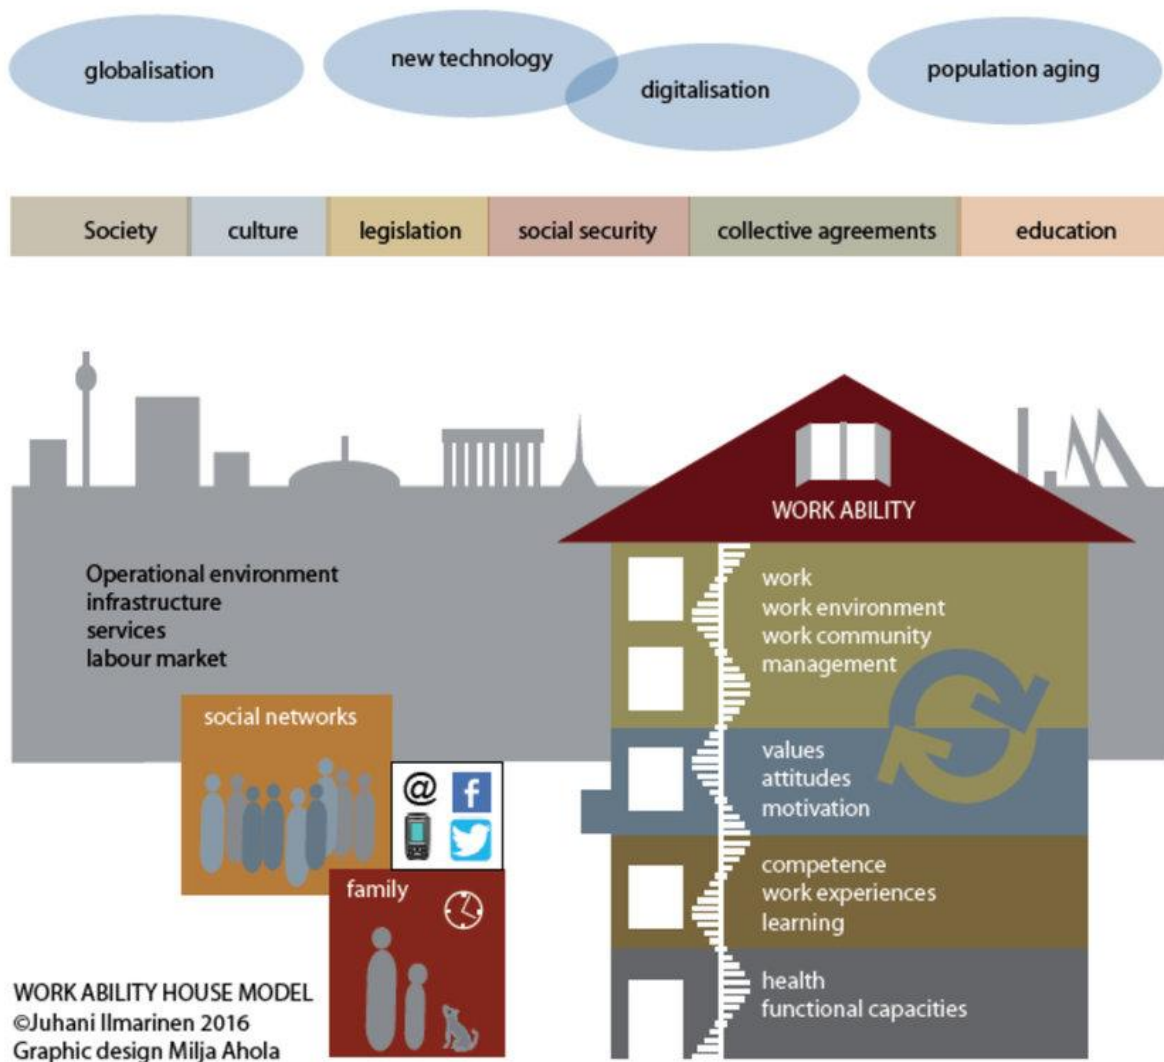 globalisation
new technology
digitalisation
population aging
Society
culture
legislation
social security
collective agreements
education
WORK ABILITY
Operational environment
infrastructure
services
labour market
work
work environment
work community
management
social networks
@
f
values
attitudes
motivation
family
competence
work experiences
learning
health
functional capacities
WORK ABILITY HOUSE MODEL
©Juhani Ilmarinen 2016
Graphic design Milja Ahola